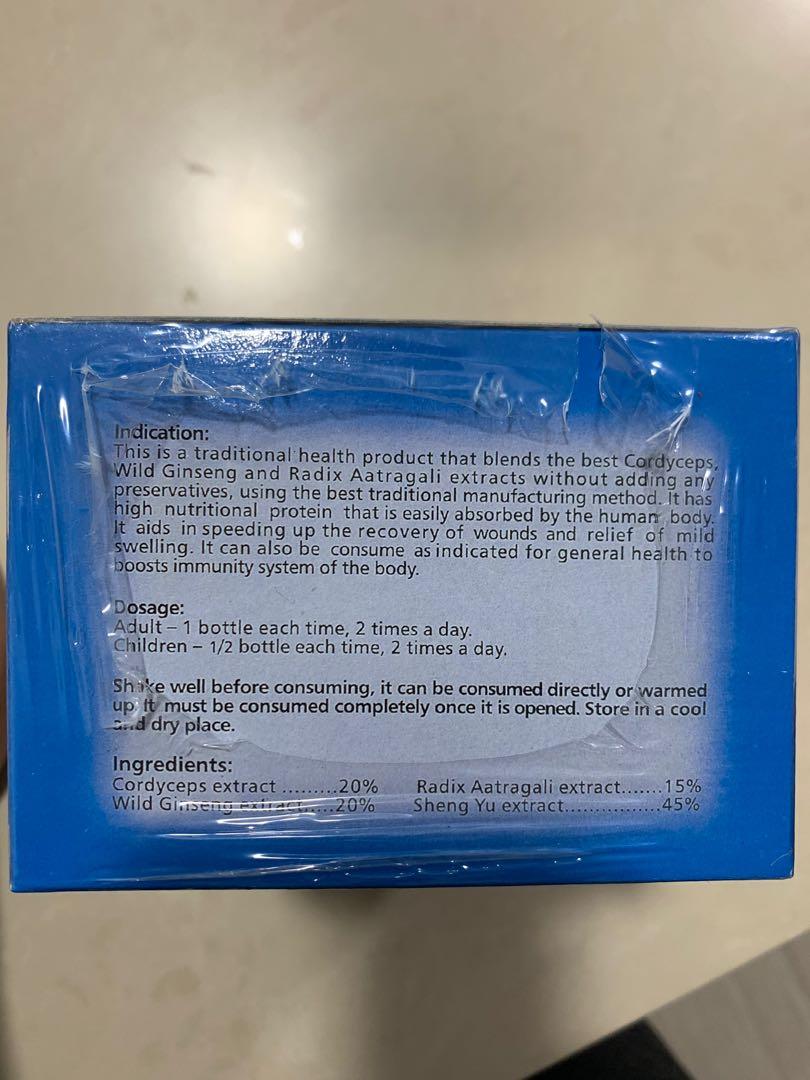 Indication:
This is a traditional health product that blends the best Cordyceps,
Wild Ginseng and Radix Aatragali extracts without adding any
preservatives, using the best traditional manufacturing method. It has
high nutritional protein that is easily absorbed by the human body.
It aids in speeding up the recovery of wounds and relief of mild
swelling. It can also be consume as indicated for general health to
boosts immunity system of the body.
Dosage:
Adult – 1 bottle each time, 2 times a day.
Children – 1/2 bottle each time, 2 times a day.
Shake well before consuming, it can be consumed directly or warmed
up. It must be consumed completely once it is opened. Store in a cool
and dry place.
Ingredients:
Cordyceps extract .........20% Radix Aatragali extract.......15%
Wild Ginseng extract.....20% Sheng Yu extract................45%